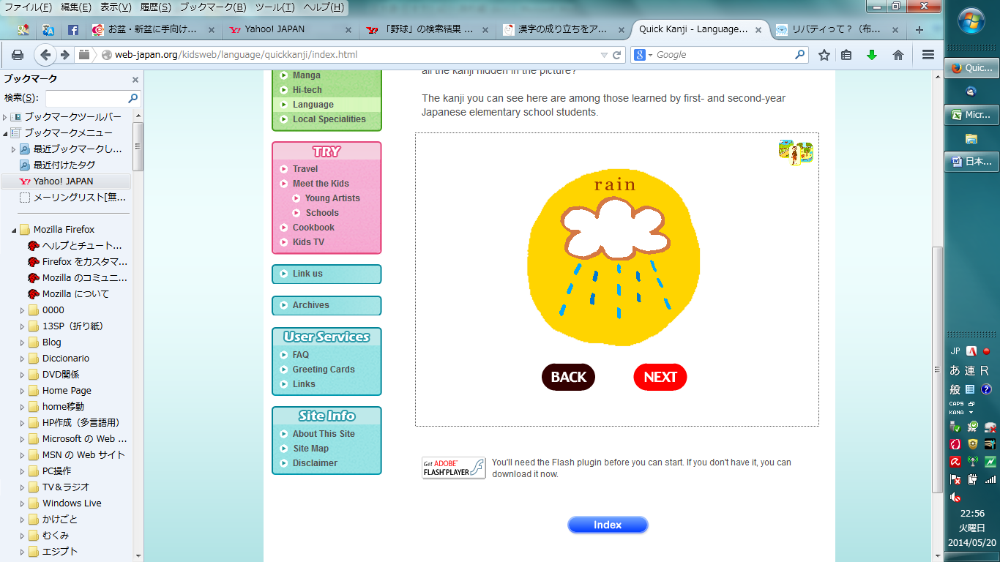 ファイル(F) 編集(E) 表示(V) 履歴(S) ブックマーク(B) ツール(T) ヘルプ(H)
お盆・新盆に手向け... Yahoo! JAPAN 「野球」の検索結果 ... 漢字の成り立ちをア... Quick Kanji - Language... リバティって？（布...
web-japan.org/kidsweb/language/quickkanji/index.html Google
ブックマーク
検索(S):
ブックマークツールバー
ブックマークメニュー
最近ブックマークし...
最近付けたタグ
Yahoo! JAPAN
メーリングリスト[無...
Mozilla Firefox
ヘルプとチュート...
Firefox をカスタマ...
Mozilla のコミュニ...
Mozilla について
0000
13SP（折り紙）
Blog
Diccionario
DVD関係
Home Page
home移動
HP作成（多言語用）
Microsoft の Web ...
MSN の Web サイト
PC操作
TV＆ラジオ
Windows Live
かけごと
むくみ
エジプト
Manga
Hi-tech
Language
Local Specialities
TRY
Travel
Meet the Kids
Young Artists
Schools
Cookbook
Kids TV
Link us
Archives
User Services
FAQ
Greeting Cards
Links
Site Info
About This Site
Site Map
Disclaimer
all the kanji hidden in the picture?
The kanji you can see here are among those learned by first- and second-year
Japanese elementary school students.
rain
BACK NEXT
Get ADOBE
FLASH PLAYER
You'll need the Flash plugin before you can start. If you don't have it, you can
download it now.
Index
Quic...
Micr...
日本...
JP
あ 連 R
般
CAPS
KANA
22:56
火曜日
2014/05/20